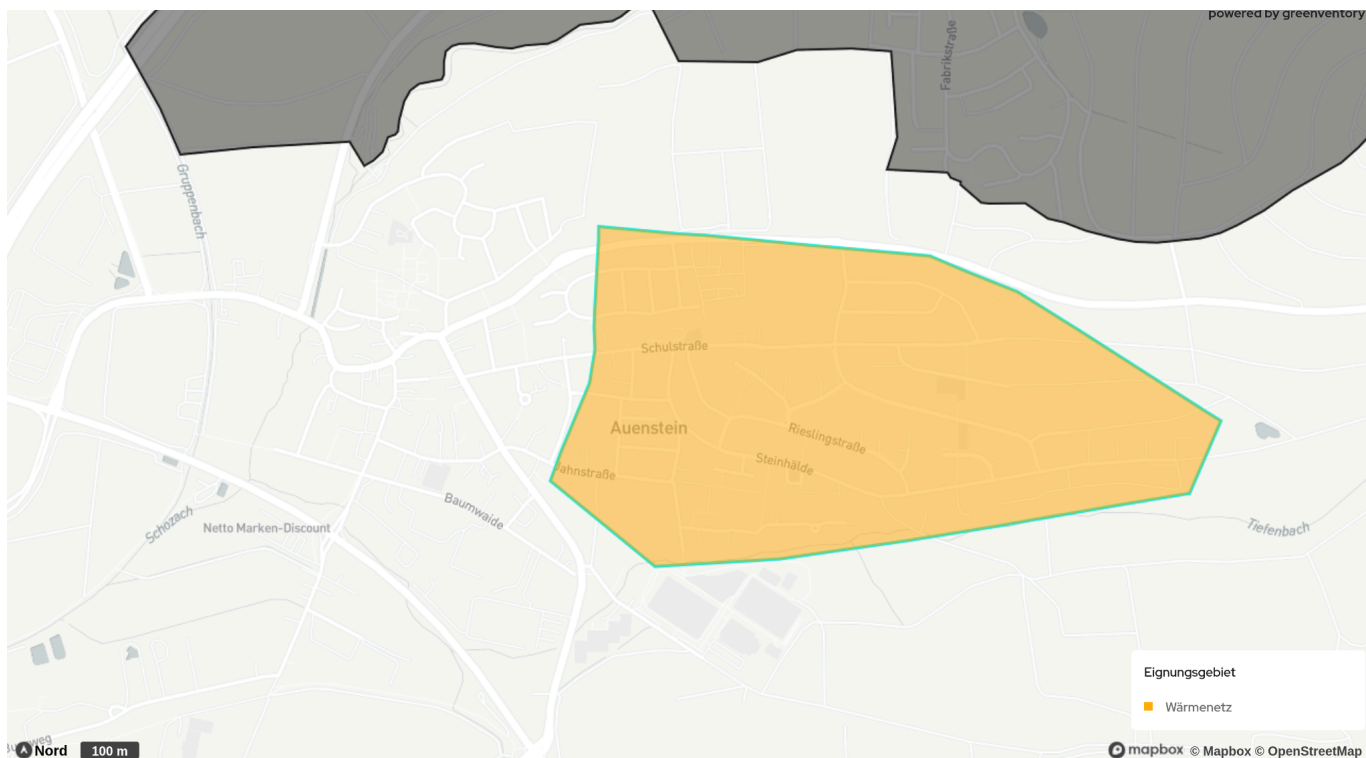 powered by greenventory
Fabrikstraße
Gruppenbach
Schulstraße
Auenstein
Rieslingstraße
Steinhälde
ahnstraße
Baumwaide
Schozach
Netto Marken-Discount
Tiefenbach
Eignungsgebiet
Wärmenetz
Nord
100 m
mapbox © Mapbox © OpenStreetMap